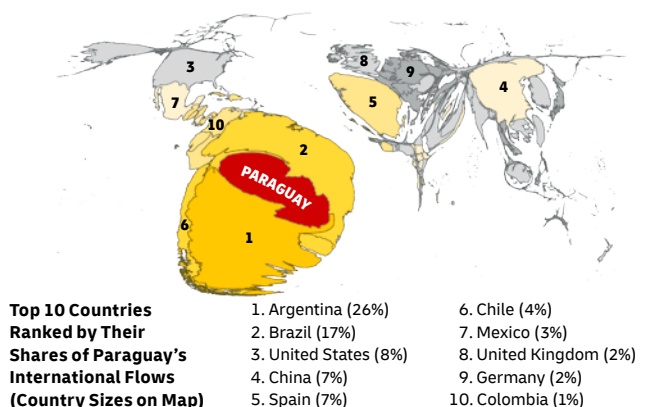 3
8
9
7
5
4
10
2
PARAGUAY
6
1
Top 10 Countries
Ranked by Their
Shares of Paraguay's
International Flows
(Country Sizes on Map)
1. Argentina (26%)
2. Brazil (17%)
3. United States (8%)
4. China (7%)
5. Spain (7%)
6. Chile (4%)
7. Mexico (3%)
8. United Kingdom (2%)
9. Germany (2%)
10. Colombia (1%)